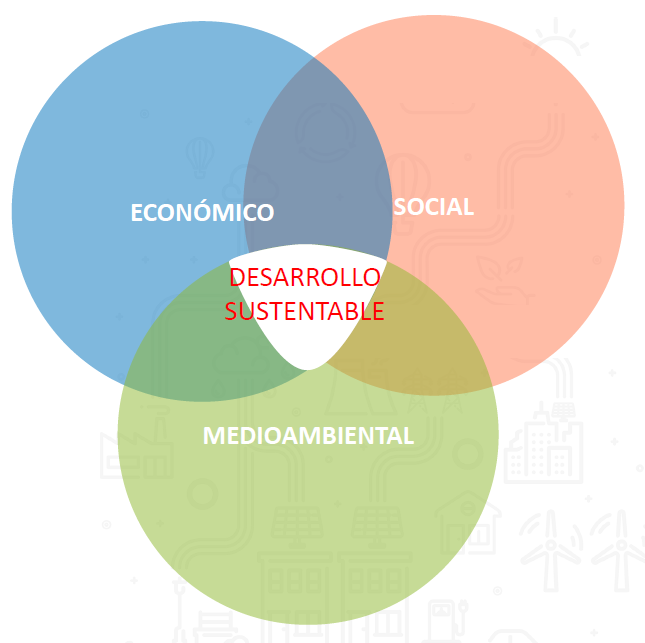 ECONÓMICO
SOCIAL
DESARROLLO
SUSTENTABLE
MEDIOAMBIENTAL